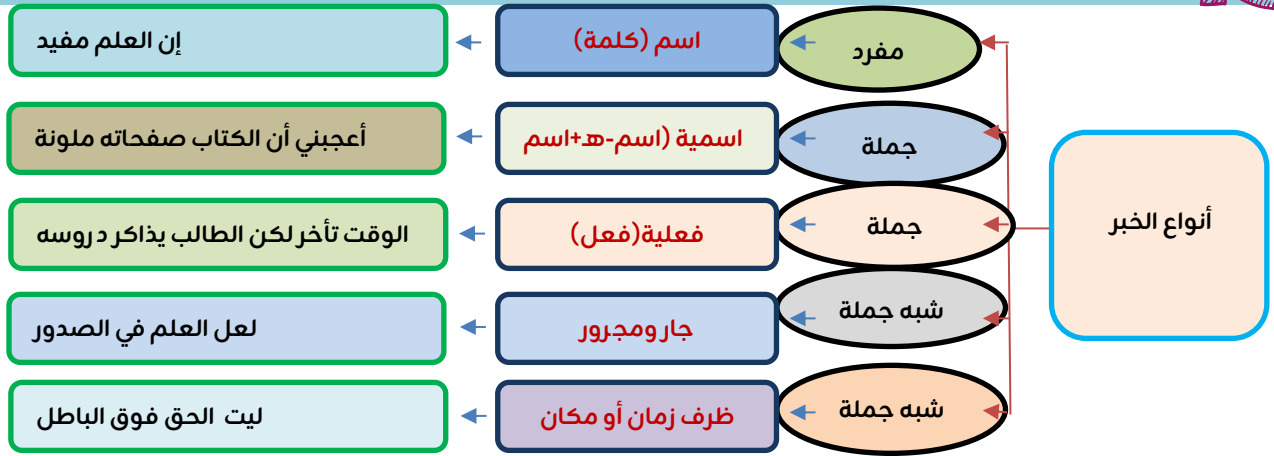 أنواع الخبر
مفرد
اسم (كلمة)
إن العلم مفيد
جملة
اسمية (اسم-هـ+اسم
أعجبني أن الكتاب صفحاته ملونة
جملة
فعلية(فعل)
الوقت تأخر لكن الطالب يذاكر دروسه
شبه جملة
جار ومجرور
لعل العلم في الصدور
شبه جملة
ظرف زمان أو مكان
ليت الحق فوق الباطل